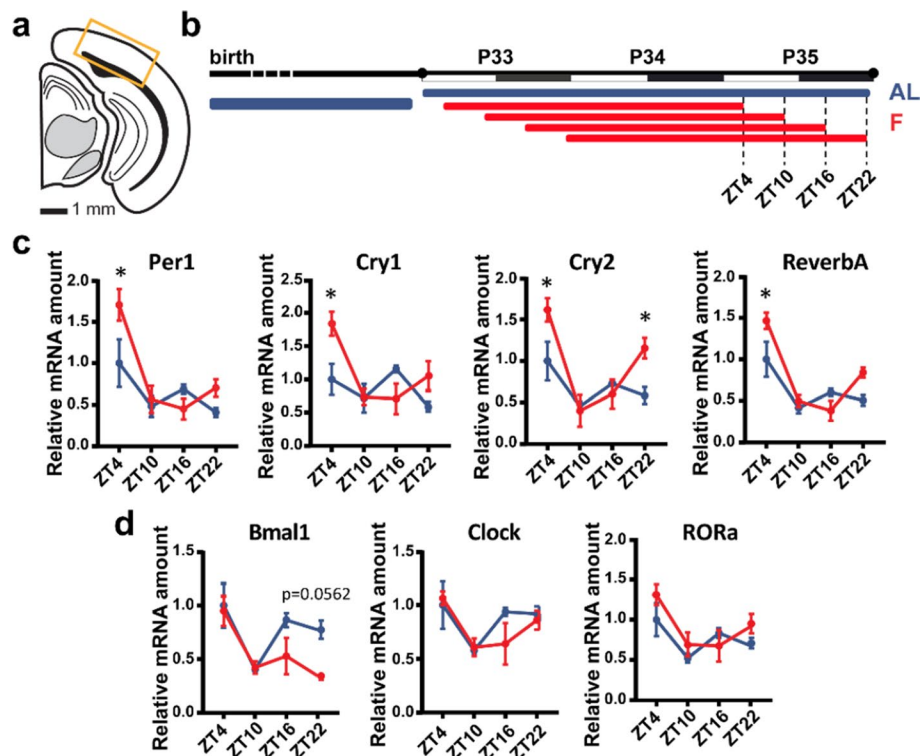 a
1 mm
b
birth
P33
P34
P35
AL
F
ZT4
ZT10
ZT16
ZT22
c
Relative mRNA amount
Per1
*
2.0
1.5
1.0
0.5
0.0
ZT4
ZT10
ZT16
ZT22
Relative mRNA amount
Cry1
*
2.5
2.0
1.5
1.0
0.5
0.0
ZT4
ZT10
ZT16
ZT22
Relative mRNA amount
Cry2
*
*
2.0
1.5
1.0
0.5
0.0
ZT4
ZT10
ZT16
ZT22
Relative mRNA amount
ReverbA
*
2.0
1.5
1.0
0.5
0.0
ZT4
ZT10
ZT16
ZT22
d
Relative mRNA amount
Bmal1
p=0.0562
1.5
1.0
0.5
0.0
ZT4
ZT10
ZT16
ZT22
Relative mRNA amount
Clock
1.5
1.0
0.5
0.0
ZT4
ZT10
ZT16
ZT22
Relative mRNA amount
RORa
2.0
1.5
1.0
0.5
0.0
ZT4
ZT10
ZT16
ZT22